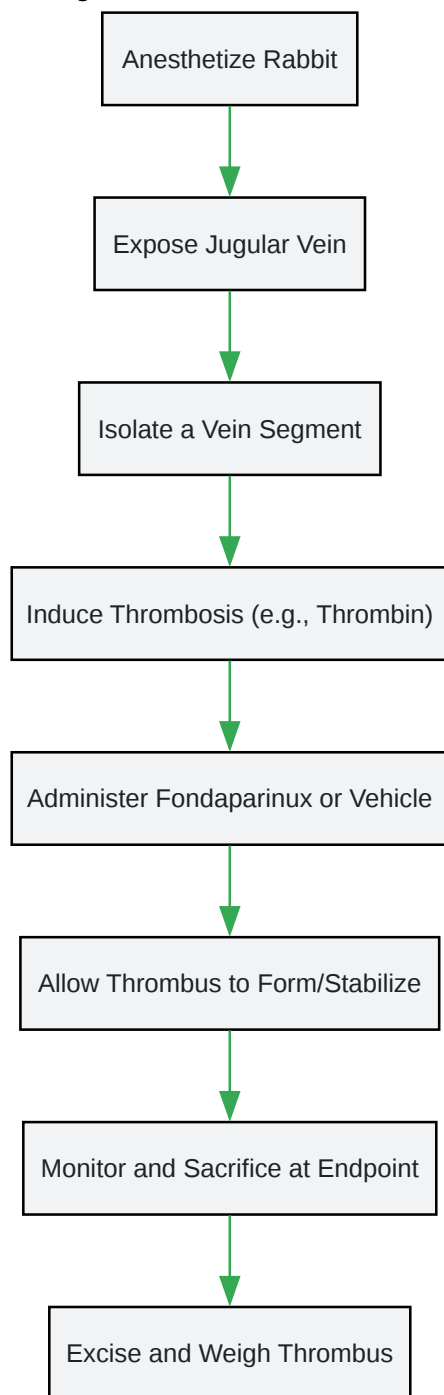 Anesthetize Rabbit
Expose Jugular Vein
Isolate a Vein Segment
Induce Thrombosis (e.g., Thrombin)
Administer Fondaparinux or Vehicle
Allow Thrombus to Form/Stabilize
Monitor and Sacrifice at Endpoint
Excise and Weigh Thrombus